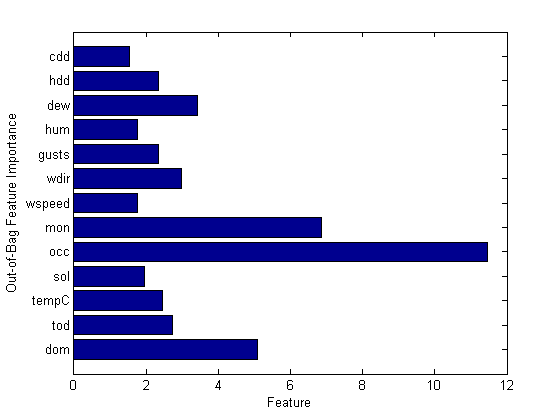 cdd
hdd
dew
hum
gusts
wdir
wspeed
mon
occ
sol
tempC
tod
dom
Out-of-Bag Feature Importance
0 2 4 6 8 10 12
Feature